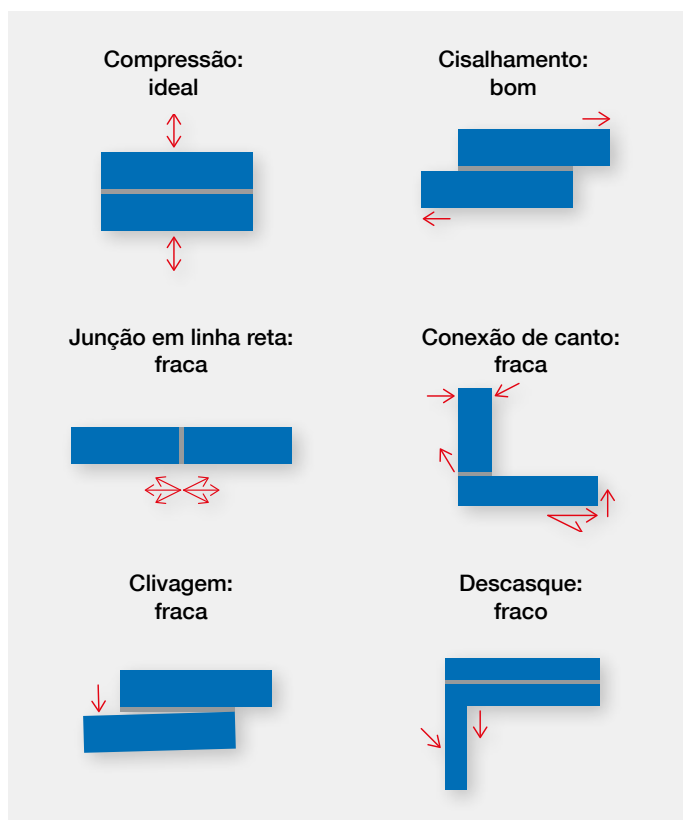 Compressão:
ideal
Cisalhamento:
bom
Junção em linha reta:
fraca
Conexão de canto:
fraca
Clivagem:
fraca
Descasque:
fraco